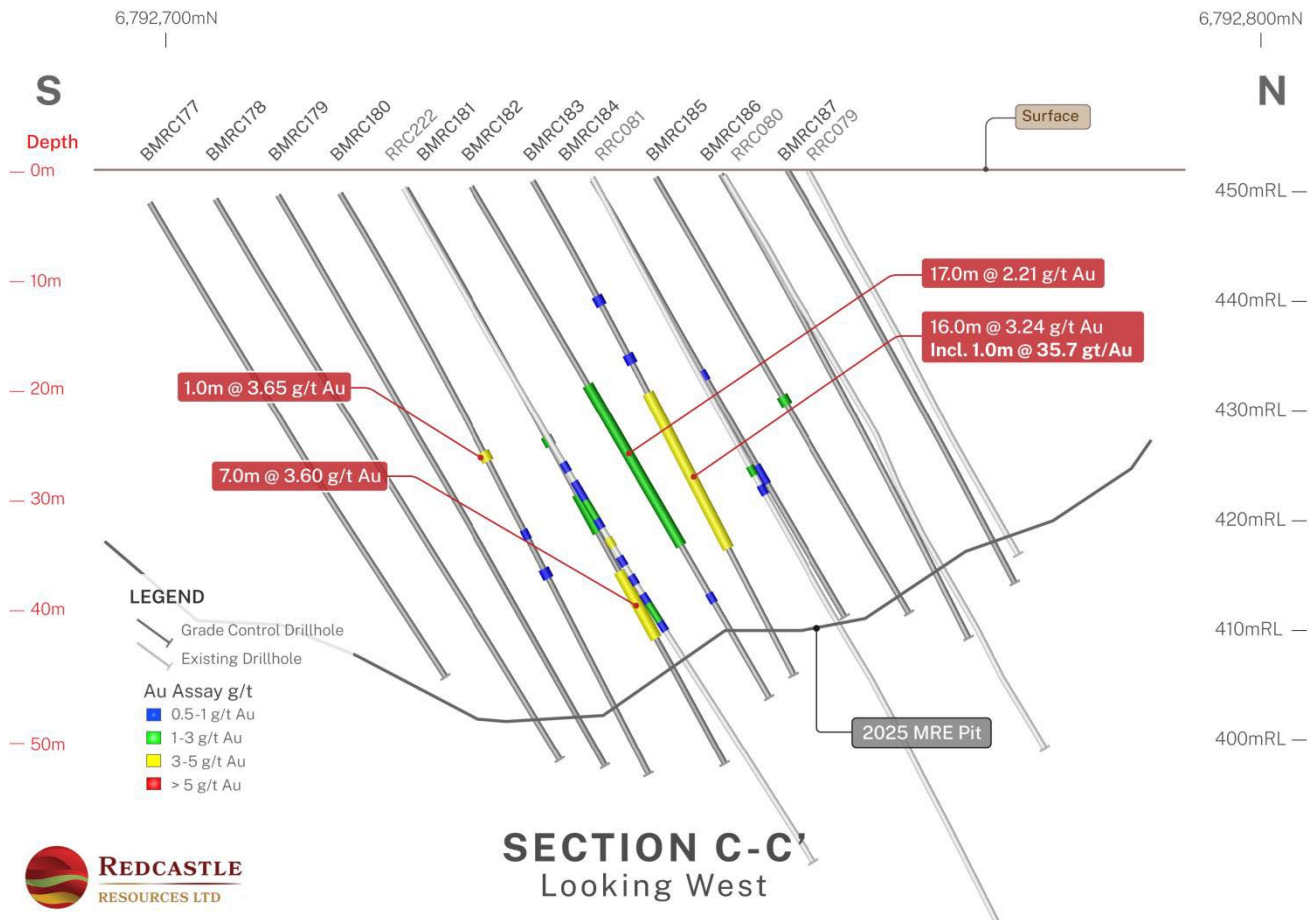 6,792,700mN
6,792,800mN
S
N
BMRC177
BMRC178
BMRC179
BMRC180
RRC222
BMRC181
BMRC182
BMRC183
BMRC184
RRC081
BMRC185
BMRC186
RRC080
BMRC187
RRC079
Surface
Depth
0m
10m
20m
30m
40m
50m
450mRL
440mRL
430mRL
420mRL
410mRL
400mRL
17.0m @ 2.21 g/t Au
16.0m @ 3.24 g/t Au
Incl. 1.0m @ 35.7 gt/Au
1.0m @ 3.65 g/t Au
7.0m @ 3.60 g/t Au
LEGEND
Grade Control Drillhole
Existing Drillhole
Au Assay g/t
0.5-1 g/t Au
1-3 g/t Au
3-5 g/t Au
> 5 g/t Au
2025 MRE Pit
SECTION C-C'
Looking West
REDCASTLE
RESOURCES LTD